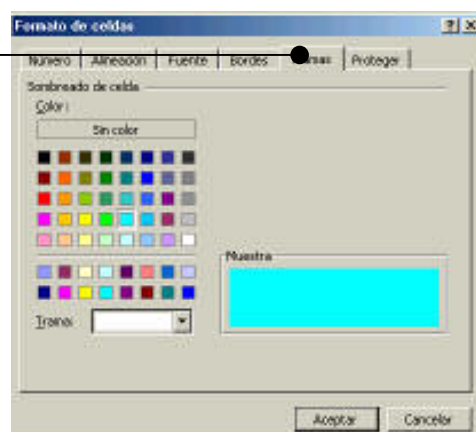 Formato de celdas
Número Alineación Fuente Bordes Proteger
Sombreado de celda
Color:
Sin color
Muestra
Trama:
Aceptar Cancelar